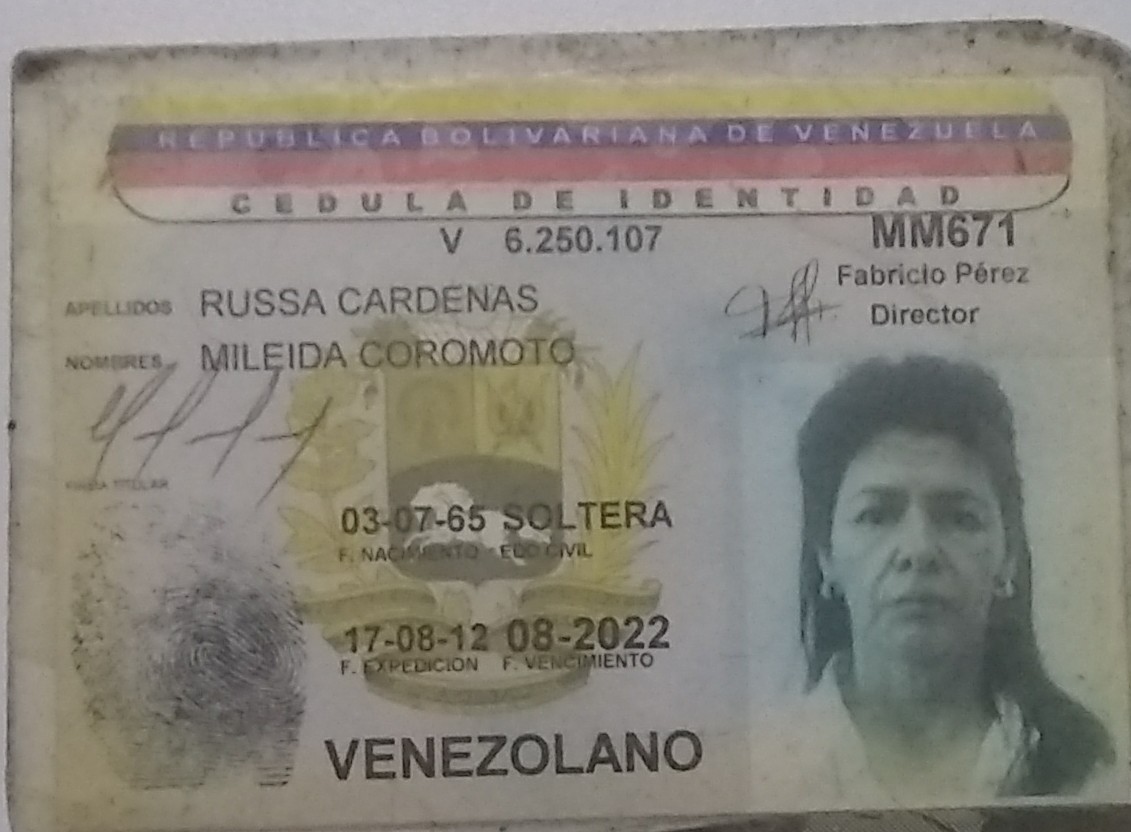 REPUBLICA BOLIVARIANA DE VENEZUELA
CEDULA DE IDENTIDAD
V 6.250.107
MM671
Fabricio Pérez
Director
APELLIDOS RUSSA CARDENAS
NOMBRES MILEIDA COROMOTO
FIRMA TITULAR
03-07-65 SOLTERA
F. NACIMIENTO EDO CIVIL
17-08-12 08-2022
F. EXPEDICION F. VENCIMIENTO
VENEZOLANO